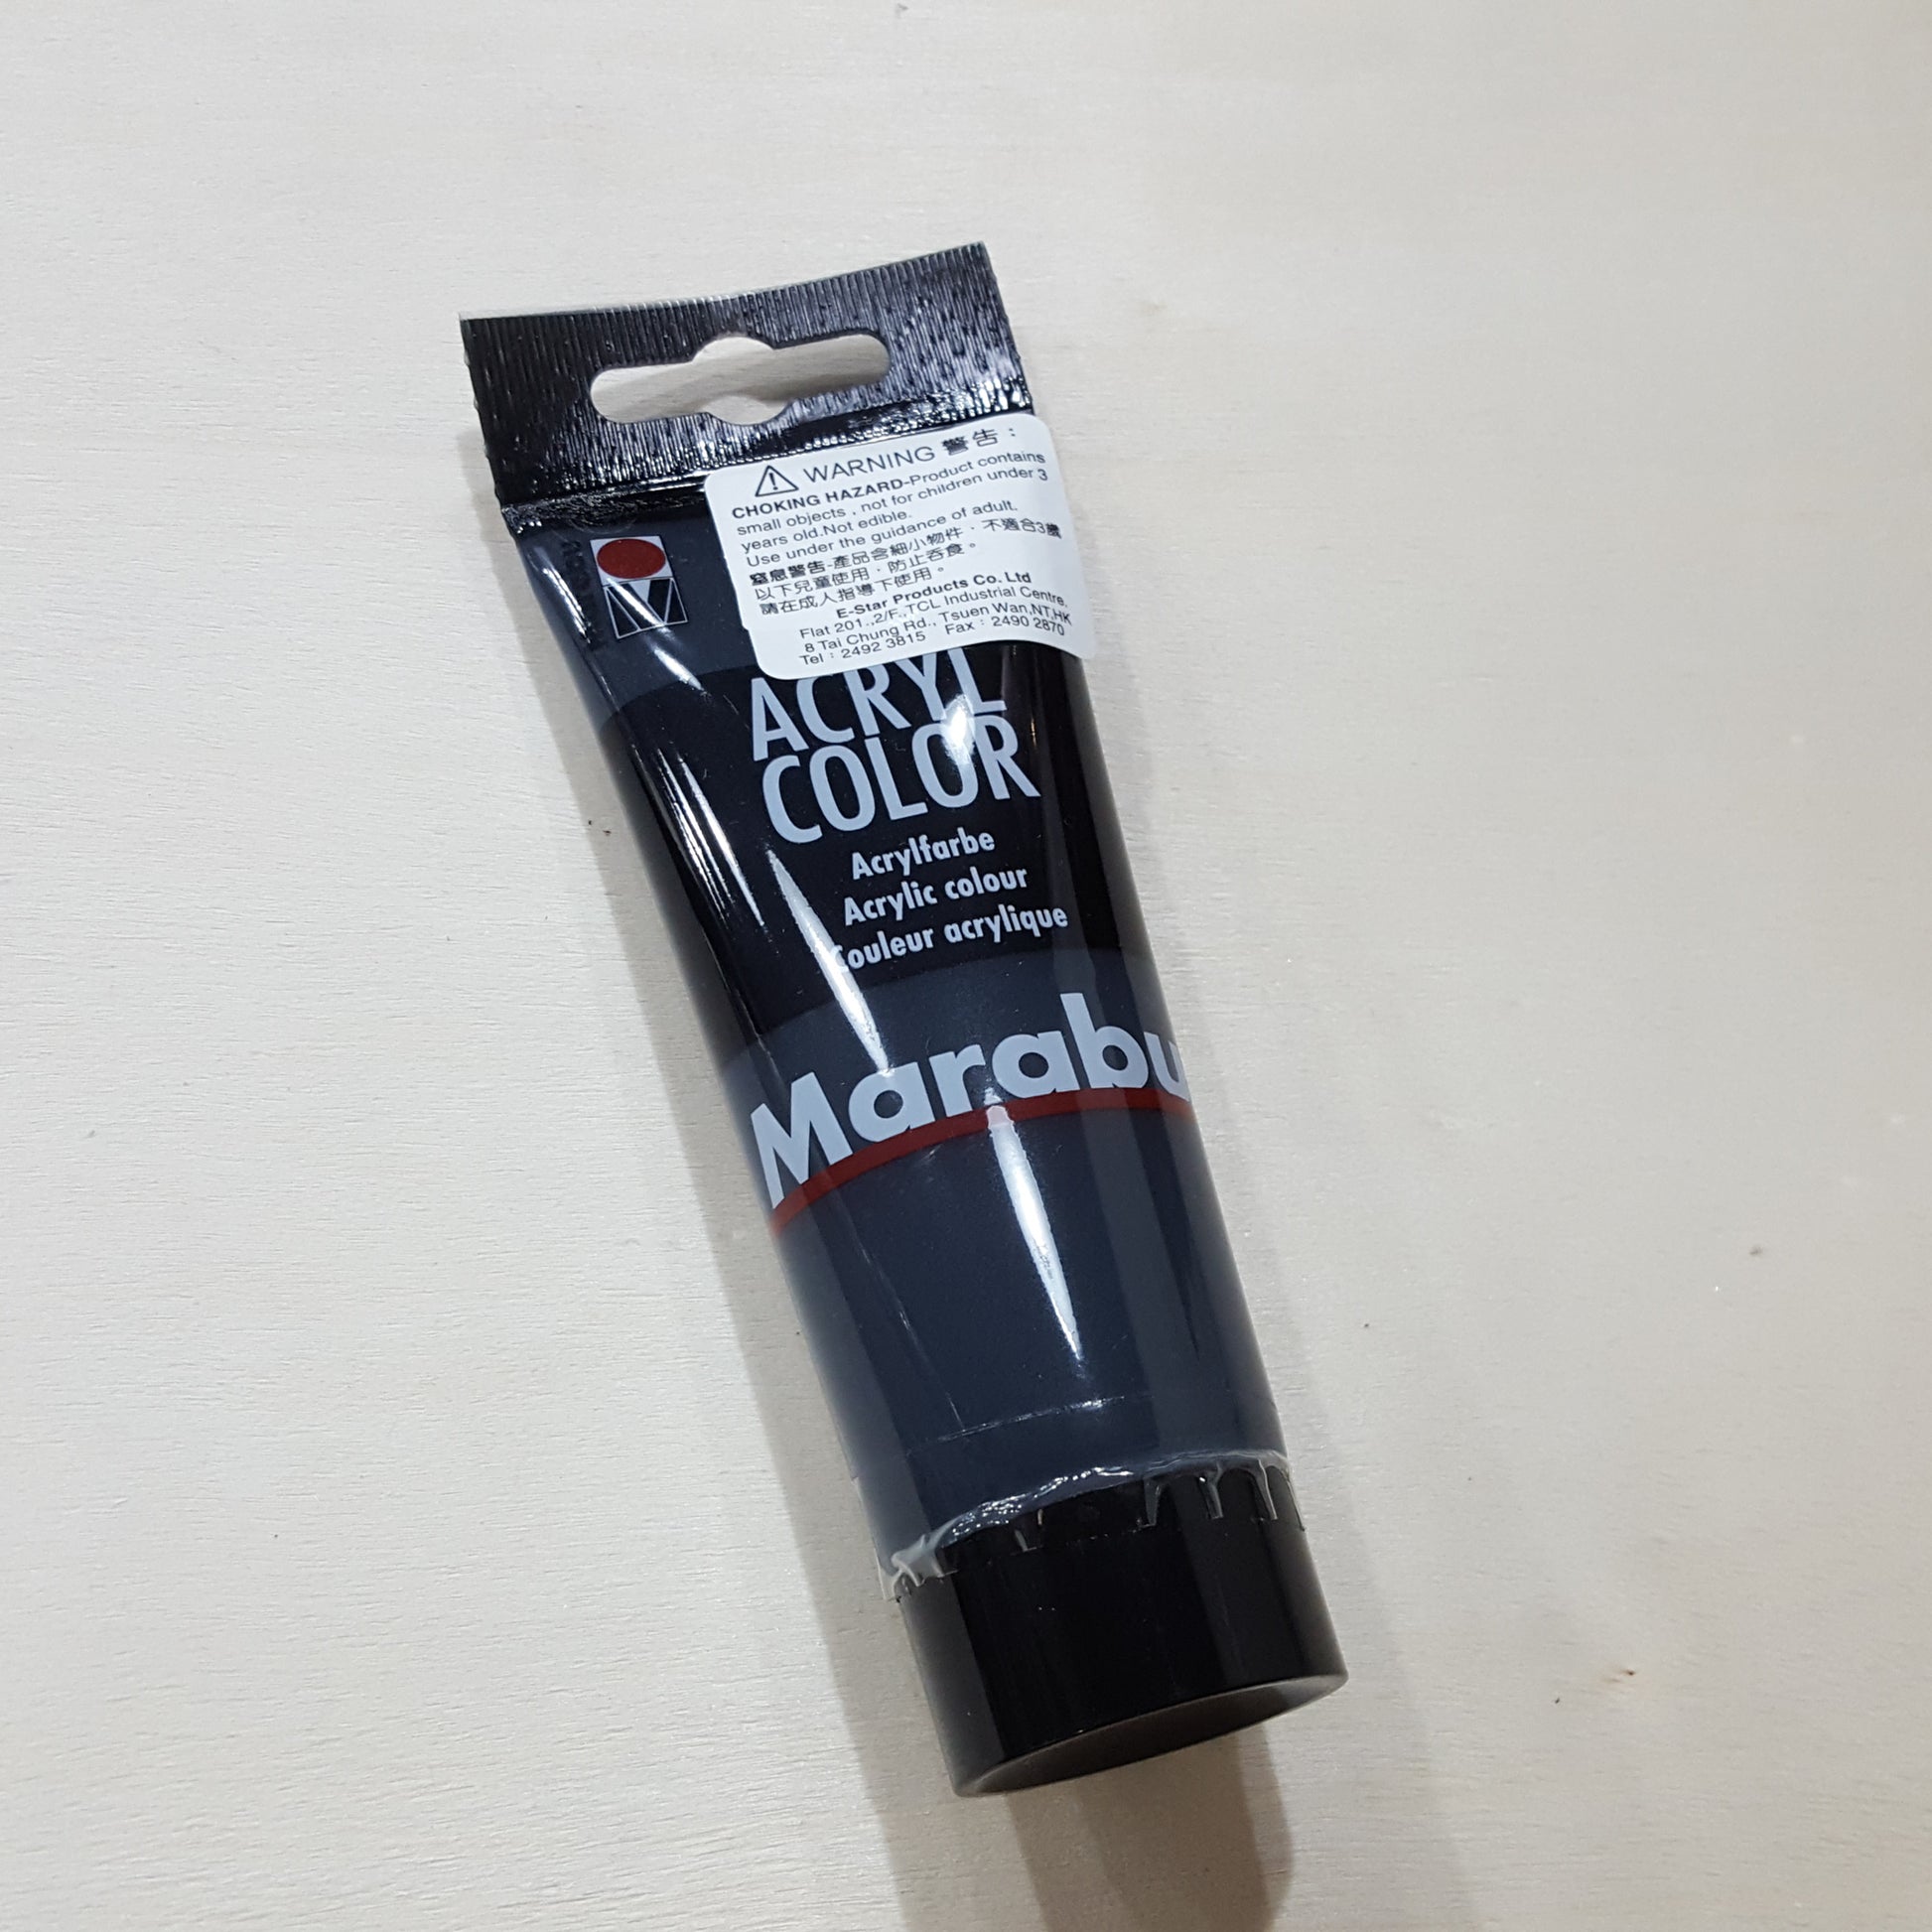 WARNING 警告：
CHOKING HAZARD-Product contains
small objects , not for children under 3
years old.Not edible.
Use under the guidance of adult.
窒息警告-產品含細小物件．不適合3歲
以下兒童使用．防止吞食。
請在成人指導下使用。
E-Star Products Co. Ltd
Flat 201.,2/F.,TCL Industrial Centre,
8 Tai Chung Rd., Tsuen Wan,NT,HK
Tel：2492 3815 Fax：2490 2870
ACRYL
COLOR
Acrylfarbe
Acrylic colour
Couleur acrylique
Marabu